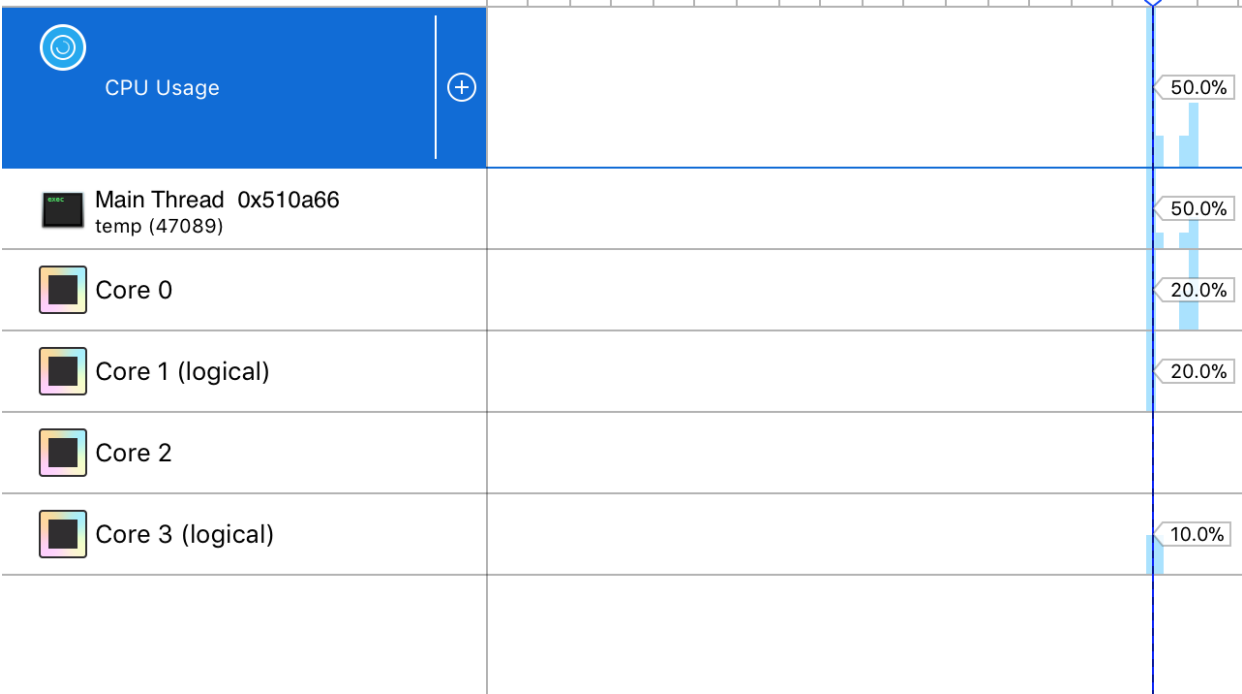 CPU Usage
50.0%
exec
Main Thread 0x510a66
temp (47089)
50.0%
Core 0
20.0%
Core 1 (logical)
20.0%
Core 2
Core 3 (logical)
10.0%